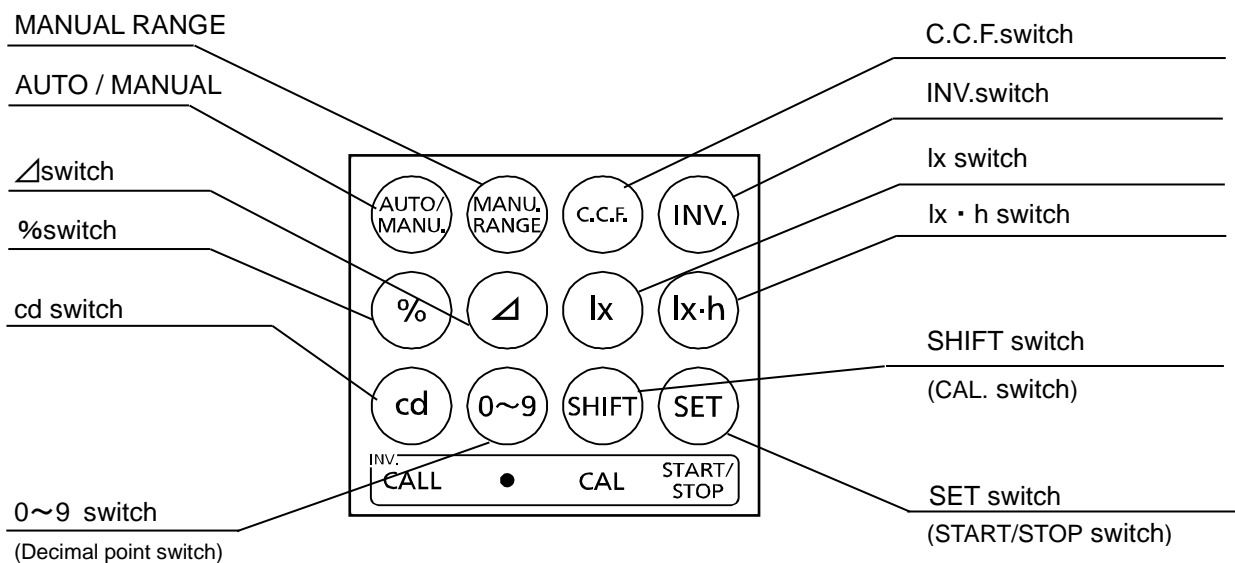 MANUAL RANGE
AUTO / MANUAL
⊿switch
%switch
cd switch
0～9 switch
(Decimal point switch)
AUTO/
MANU.
MANU.
RANGE
C.C.F.
INV.
%
⊿
lx
lx·h
cd
0～9
SHIFT
SET
INV.
CALL
●
CAL
START/
STOP
C.C.F.switch
INV.switch
lx switch
lx・h switch
SHIFT switch
(CAL. switch)
SET switch
(START/STOP switch)